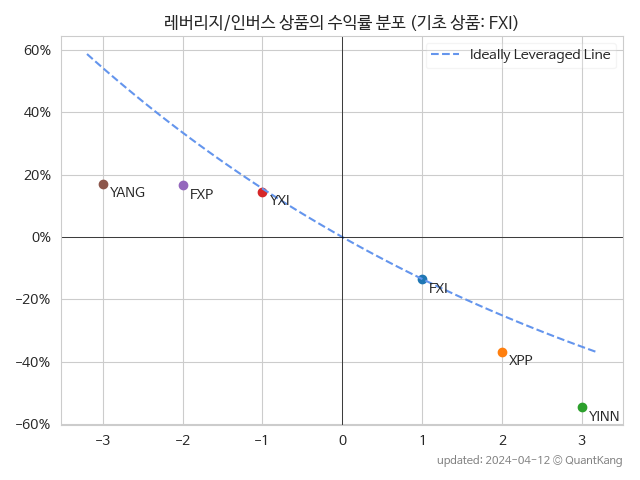 레버리지/인버스 상품의 수익률 분포 (기초 상품: FXI)
60%
Ideally Leveraged Line
40%
20%
YANG
FXP
YXI
0%
FXI
−20%
−40%
XPP
YINN
−60%
−3 −2 −1 0 1 2 3
updated: 2024-04-12 © QuantKang